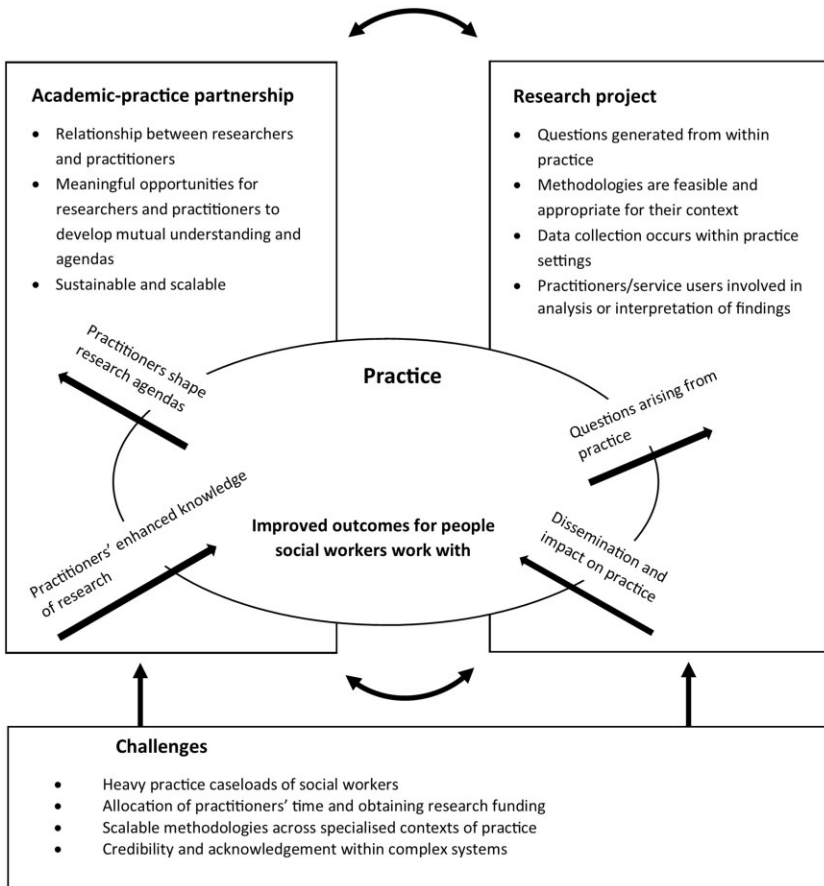 Academic-practice partnership
• Relationship between researchers
and practitioners
• Meaningful opportunities for
researchers and practitioners to
develop mutual understanding and
agendas
• Sustainable and scalable
Research project
• Questions generated from within
practice
• Methodologies are feasible and
appropriate for their context
• Data collection occurs within practice
settings
• Practitioners/service users involved in
analysis or interpretation of findings
Practitioners shape
research agendas
Practice
Questions arising from
practice
Practitioners’ enhanced knowledge
of research
Improved outcomes for people
social workers work with
Dissemination and
impact on practice
Challenges
• Heavy practice caseloads of social workers
• Allocation of practitioners’ time and obtaining research funding
• Scalable methodologies across specialised contexts of practice
• Credibility and acknowledgement within complex systems